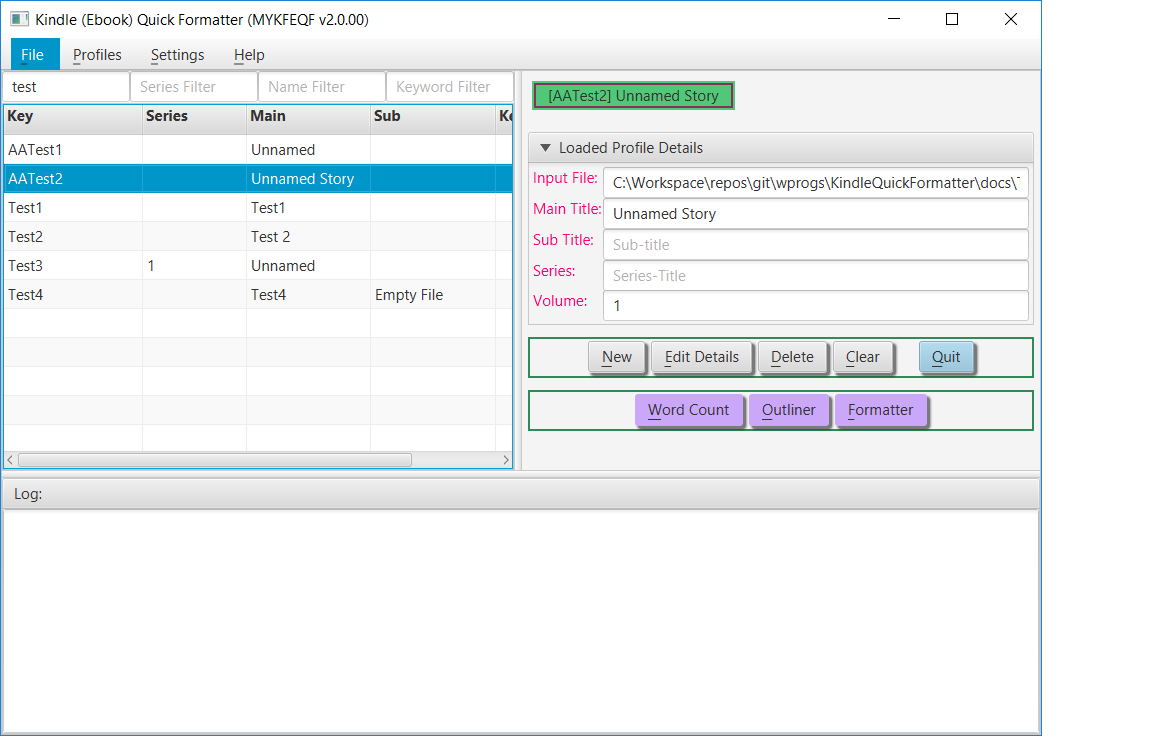 Kindle (Ebook) Quick Formatter (MYKFEQF v2.0.00)
File Profiles Settings Help
test Series Filter Name Filter Keyword Filter
Key Series Main Sub
AATest1 Unnamed
AATest2 Unnamed Story
Test1 Test1
Test2 Test 2
Test3 1 Unnamed
Test4 Test4 Empty File
[AATest2] Unnamed Story
Loaded Profile Details
Input File: C:\Workspace\repos\git\wprogs\KindleQuickFormatter\docs\
Main Title: Unnamed Story
Sub Title: Sub-title
Series: Series-Title
Volume: 1
New Edit Details Delete Clear Quit
Word Count Outliner Formatter
Log: